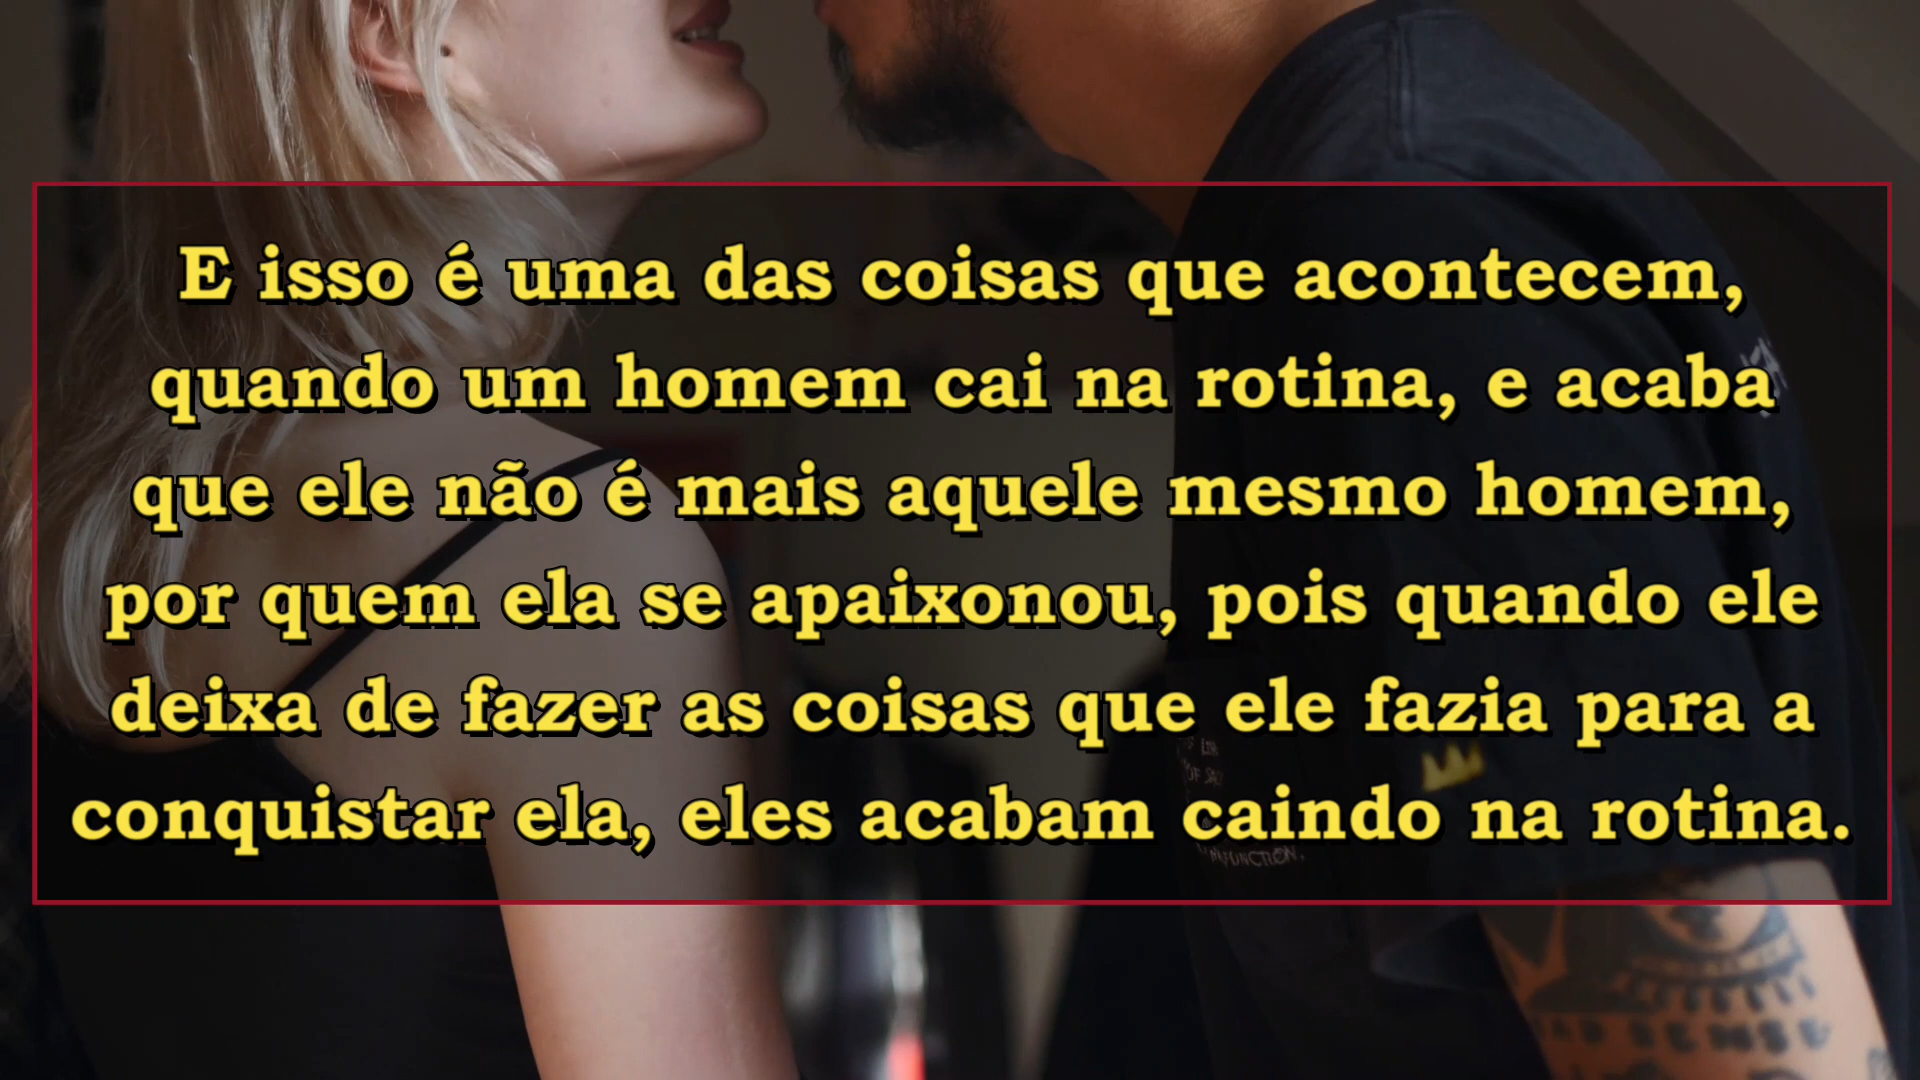 E isso é uma das coisas que acontecem,
quando um homem cai na rotina, e acaba
que ele não é mais aquele mesmo homem,
por quem ela se apaixonou, pois quando ele
deixa de fazer as coisas que ele fazia para a
conquistar ela, eles acabam caindo na rotina.